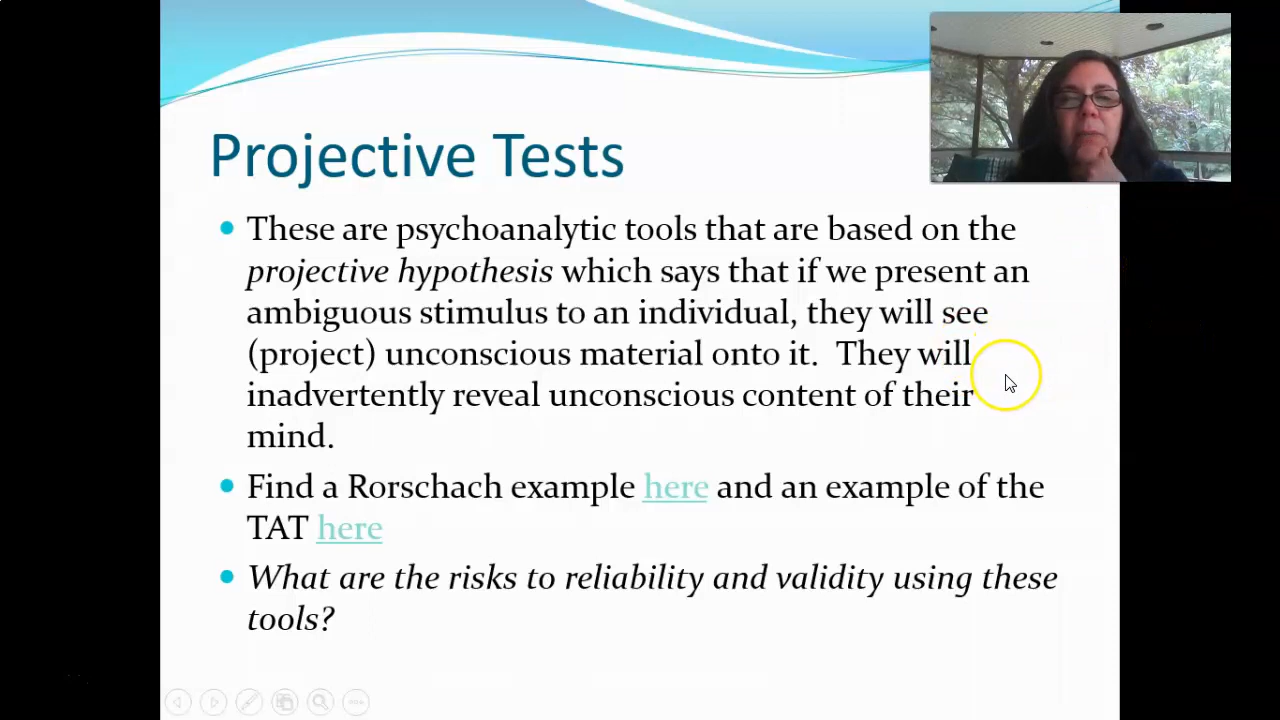 Projective Tests
• These are psychoanalytic tools that are based on the
projective hypothesis which says that if we present an
ambiguous stimulus to an individual, they will see
(project) unconscious material onto it. They will
inadvertently reveal unconscious content of their
mind.
• Find a Rorschach example here and an example of the
TAT here
• What are the risks to reliability and validity using these
tools?